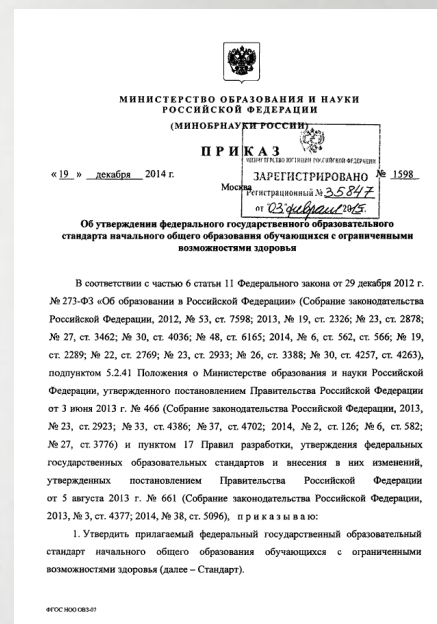 МИНИСТЕРСТВО ОБРАЗОВАНИЯ И НАУКИ
РОССИЙСКОЙ ФЕДЕРАЦИИ
(МИНОБРНАУКИ РОССИИ)
ПРИКАЗ
МИНИСТЕРСТВО ЮСТИЦИИ РОССИЙСКОЙ ФЕДЕРАЦИИ
ЗАРЕГИСТРИРОВАНО
Регистрационный № 35847
от "03" февраля 2015.
«19» декабря 2014 г.
Москва
№ 1598
Об утверждении федерального государственного образовательного
стандарта начального общего образования обучающихся с ограниченными
возможностями здоровья
В соответствии с частью 6 статьи 11 Федерального закона от 29 декабря 2012 г.
№ 273-ФЗ «Об образовании в Российской Федерации» (Собрание законодательства
Российской Федерации, 2012, № 53, ст. 7598; 2013, № 19, ст. 2326; № 23, ст. 2878;
№ 27, ст. 3462; № 30, ст. 4036; № 48, ст. 6165; 2014, № 6, ст. 562, ст. 566; № 19,
ст. 2289; № 22, ст. 2769; № 23, ст. 2933; № 26, ст. 3388; № 30, ст. 4257, ст. 4263),
подпунктом 5.2.41 Положения о Министерстве образования и науки Российской
Федерации, утвержденного постановлением Правительства Российской Федерации
от 3 июня 2013 г. № 466 (Собрание законодательства Российской Федерации, 2013,
№ 23, ст. 2923; № 33, ст. 4386; № 37, ст. 4702; 2014, № 2, ст. 126; № 6, ст. 582;
№ 27, ст. 3776) и пунктом 17 Правил разработки, утверждения федеральных
государственных образовательных стандартов и внесения в них изменений,
утвержденных постановлением Правительства Российской Федерации
от 5 августа 2013 г. № 661 (Собрание законодательства Российской Федерации,
2013, № 3, ст. 4377; 2014, № 38, ст. 5096), приказываю:
1. Утвердить прилагаемый федеральный государственный образовательный
стандарт начального общего образования обучающихся с ограниченными
возможностями здоровья (далее – Стандарт).
ФГОС НОО ОВЗ-07